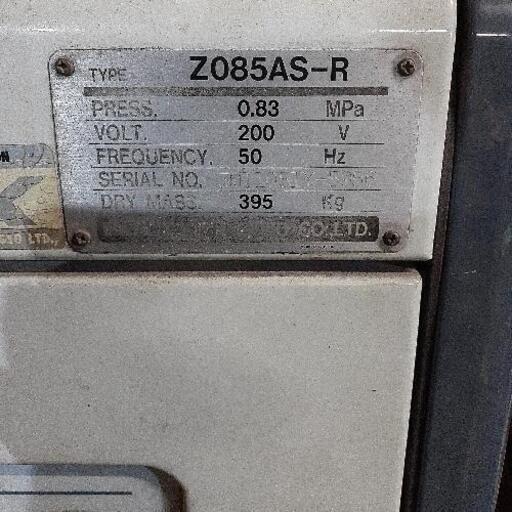 TYPE Z085AS-R
PRESS. 0.83 MPa
VOLT. 200 V
FREQUENCY. 50 Hz
SERIAL NO.
DRY MASS. 395 Kg
CO.,LTD.
LTD.,